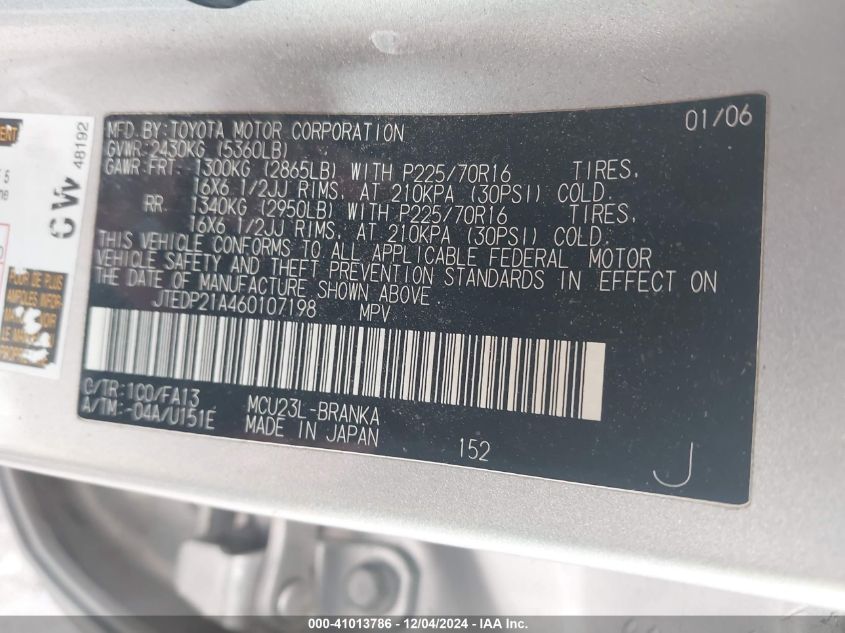 MFD. BY: TOYOTA MOTOR CORPORATION 01/06
GVWR: 2430KG (5360LB)
GAWR: FRT: 1300KG (2865LB) WITH P225/70R16 TIRES,
16X6 1/2JJ RIMS, AT 210KPA (30PSI) COLD.
RR: 1340KG (2950LB) WITH P225/70R16 TIRES,
16X6 1/2JJ RIMS, AT 210KPA (30PSI) COLD.
THIS VEHICLE CONFORMS TO ALL APPLICABLE FEDERAL MOTOR
VEHICLE SAFETY AND THEFT PREVENTION STANDARDS IN EFFECT ON
THE DATE OF MANUFACTURE SHOWN ABOVE
JTEDP21A460107198 MPV
C/TR: 1C0/FA13 MCU23L-BRANKA
A/TM: -04A/U151E MADE IN JAPAN
152
J
48192
POUR DE PLUS
000-41013786 - 12/04/2024 - IAA Inc.